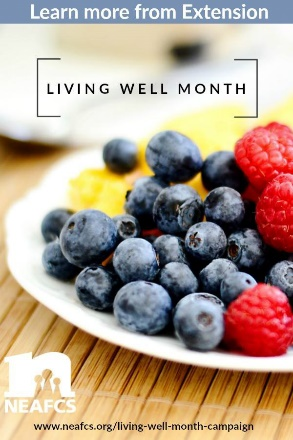 Learn more from Extension
LIVING WELL MONTH
NEAFCS
www.neafcs.org/living-well-month-campaign